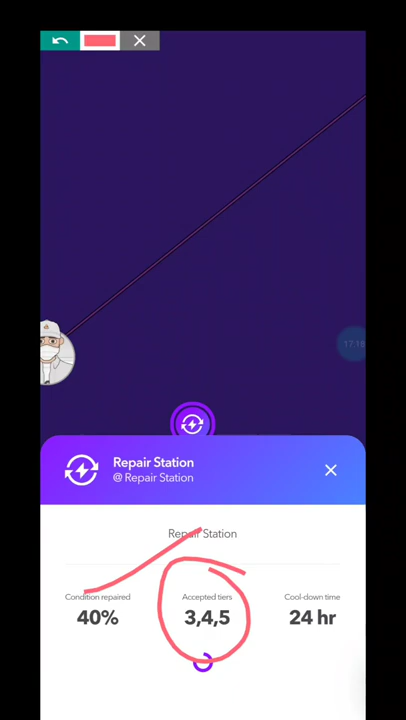 17:18
Repair Station
@ Repair Station
Repair Station
Condition repaired
Accepted tiers
Cool-down time
40%
3,4,5
24 hr